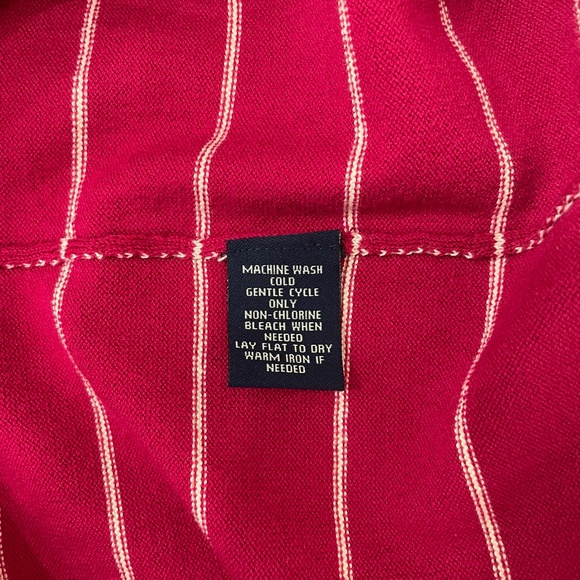 MACHINE WASH
COLD
GENTLE CYCLE
ONLY
NON-CHLORINE
BLEACH WHEN
NEEDED
LAY FLAT TO DRY
WARM IRON IF
NEEDED